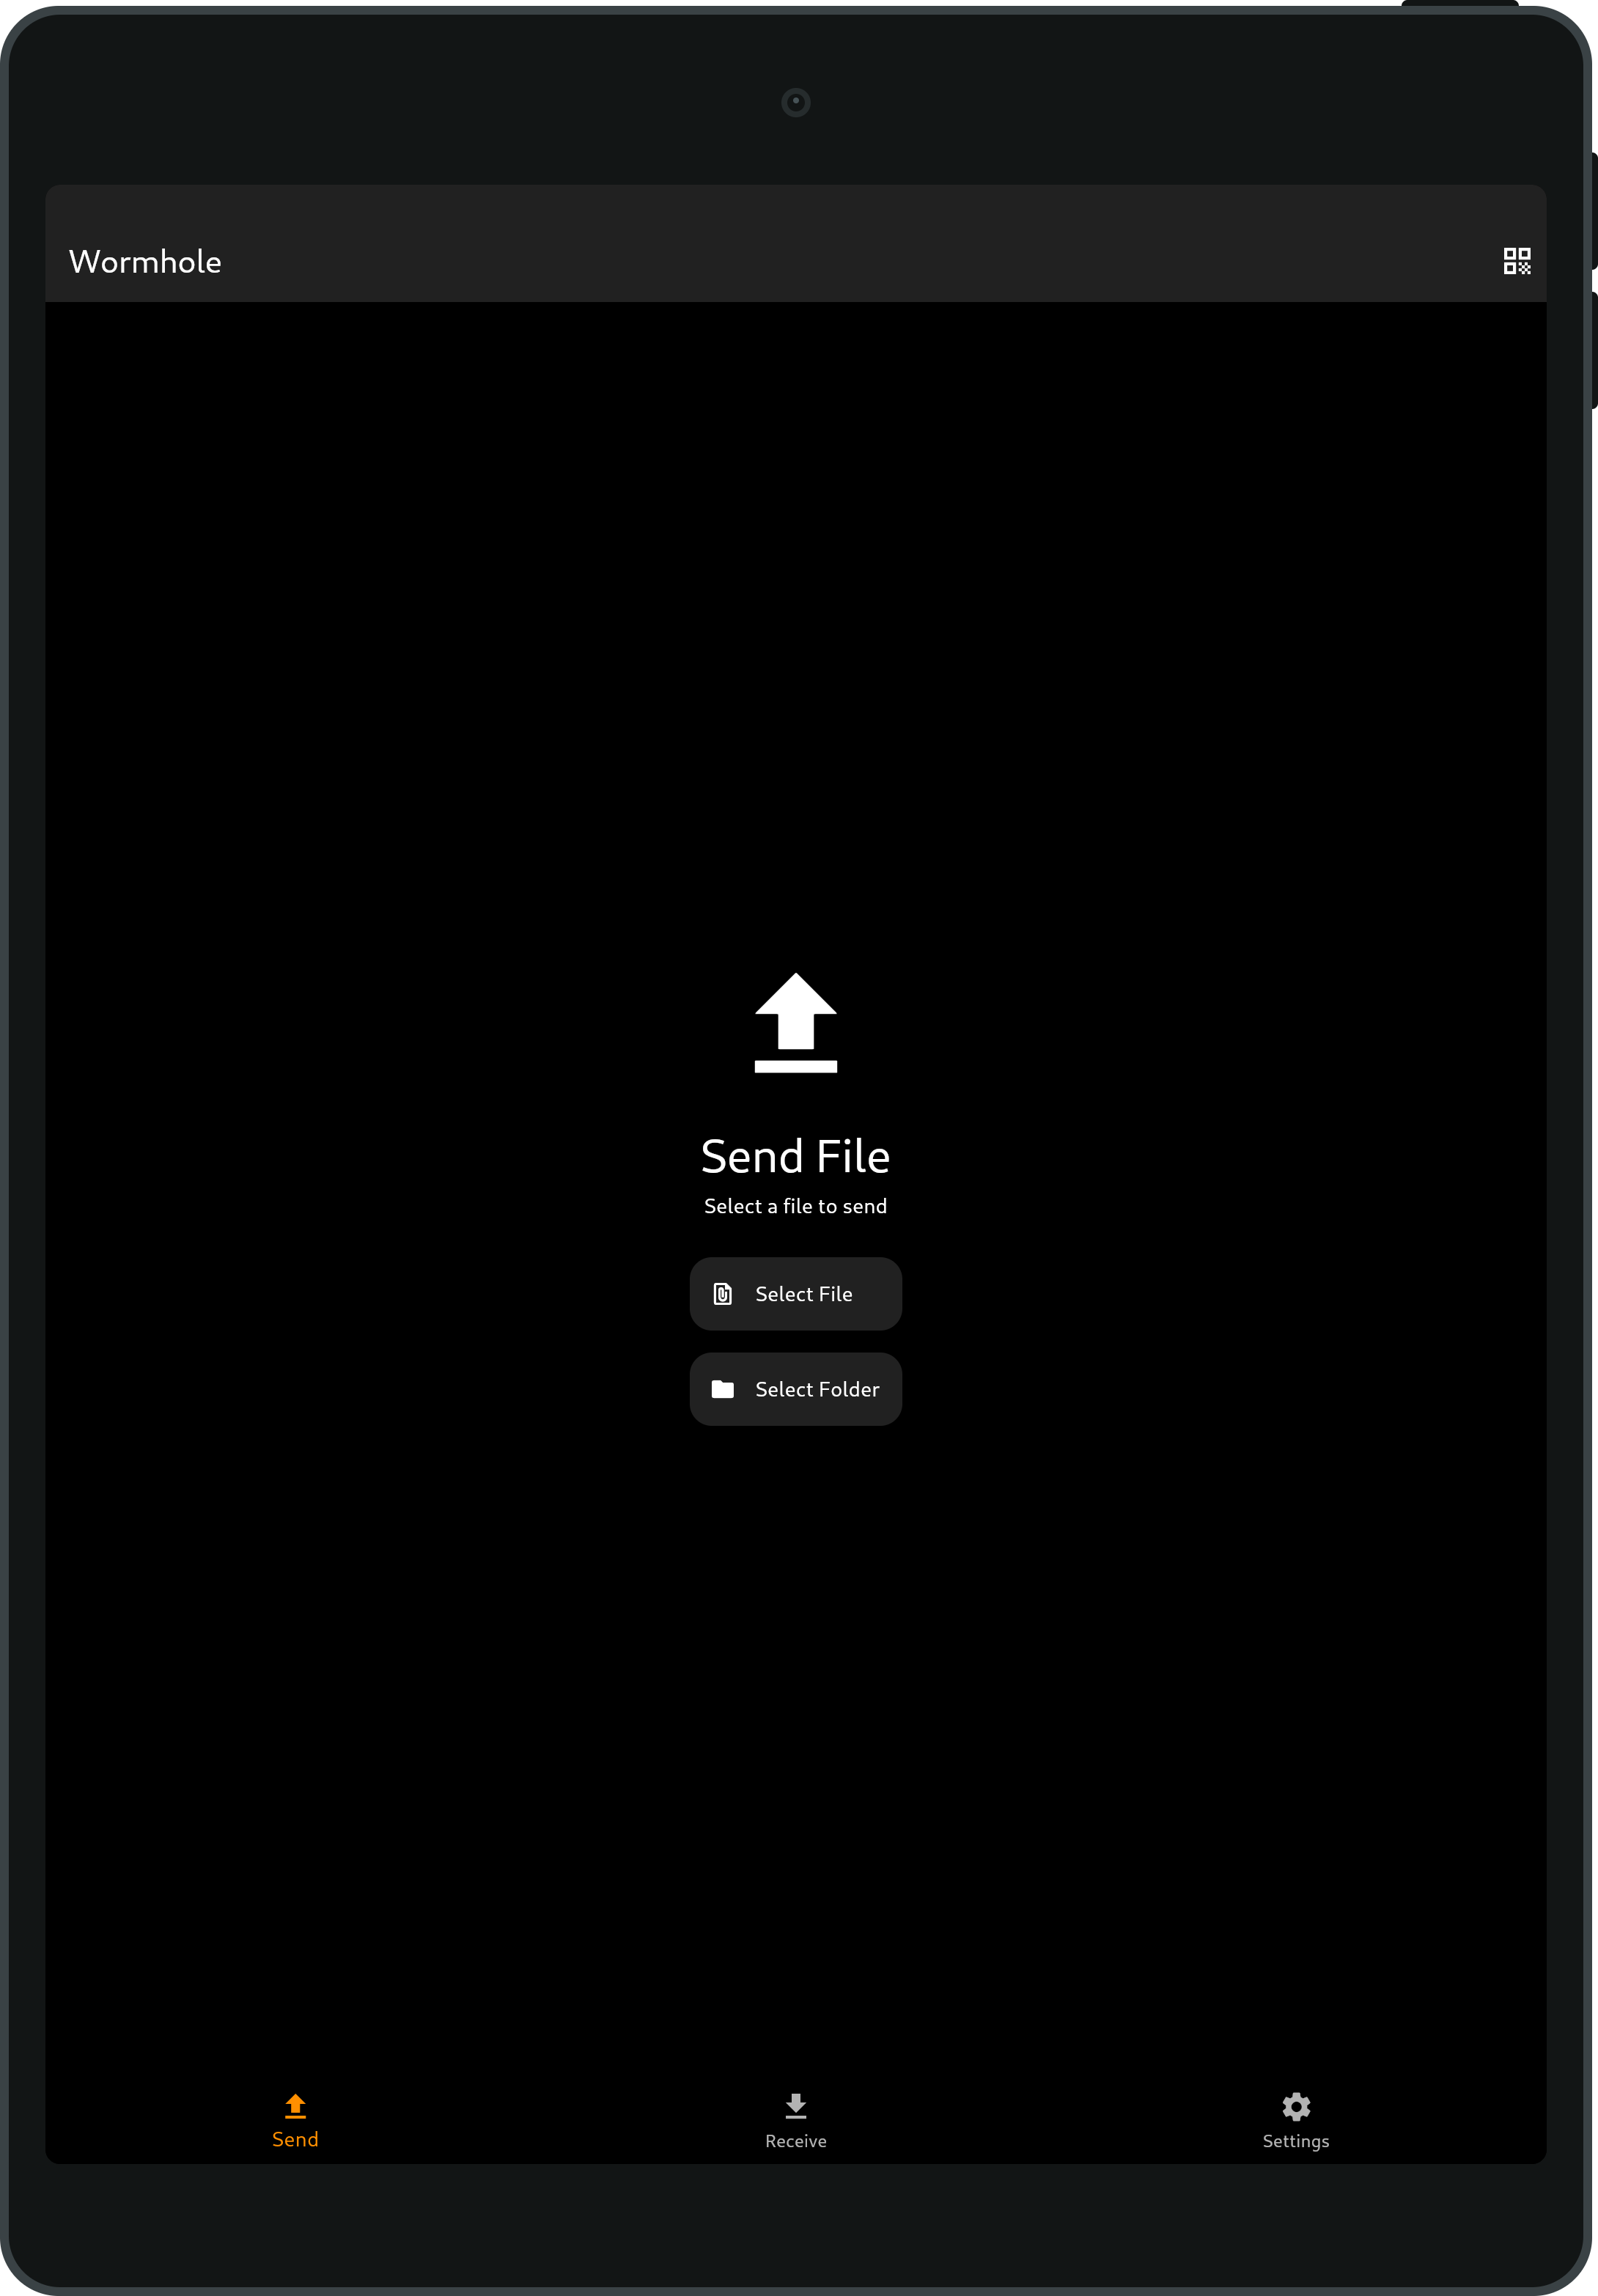 Wormhole
Send File
Select a file to send
Select File
Select Folder
Send
Receive
Settings